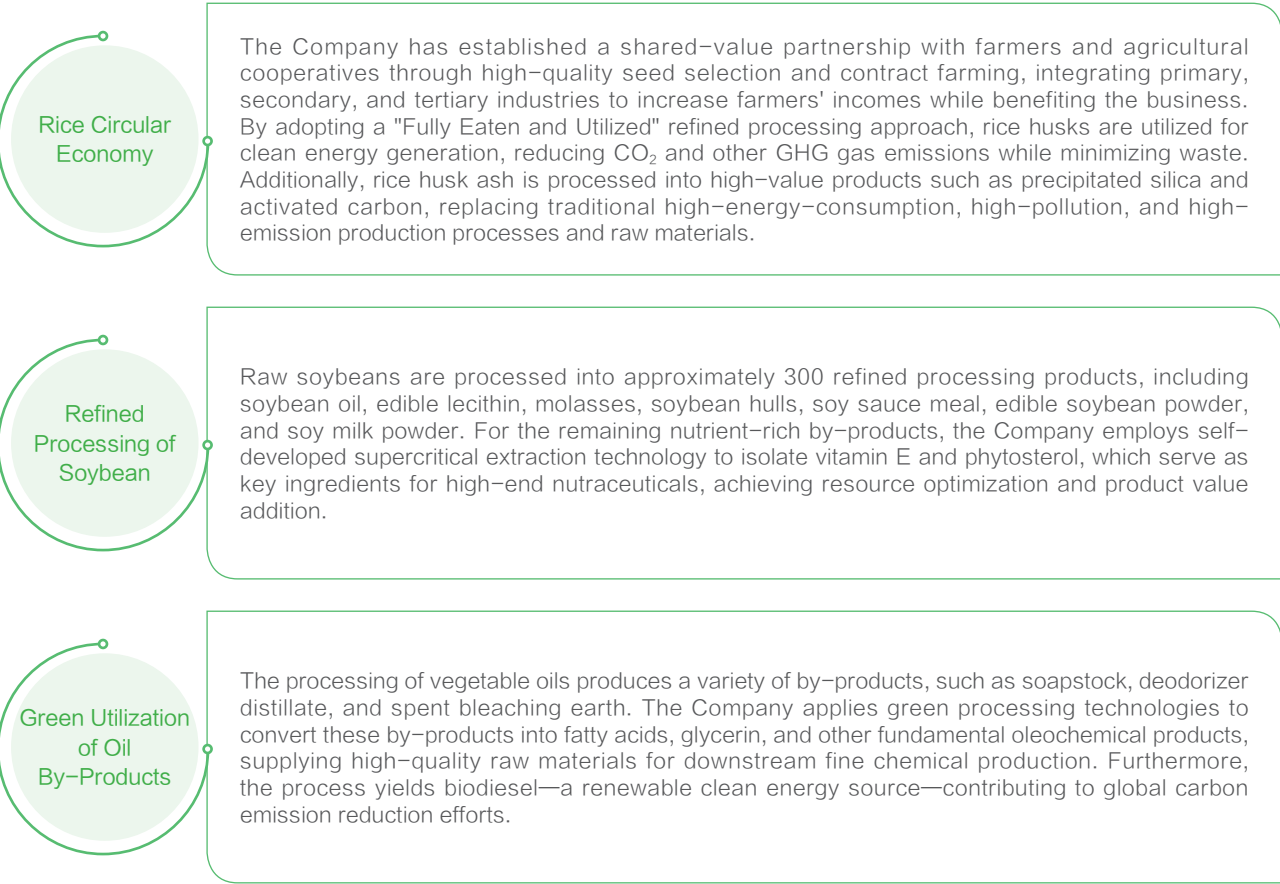 Rice Circular
Economy
The Company has established a shared-value partnership with farmers and agricultural
cooperatives through high-quality seed selection and contract farming, integrating primary,
secondary, and tertiary industries to increase farmers' incomes while benefiting the business.
By adopting a "Fully Eaten and Utilized" refined processing approach, rice husks are utilized for
clean energy generation, reducing CO₂ and other GHG gas emissions while minimizing waste.
Additionally, rice husk ash is processed into high-value products such as precipitated silica and
activated carbon, replacing traditional high-energy-consumption, high-pollution, and high-
emission production processes and raw materials.
Refined
Processing of
Soybean
Raw soybeans are processed into approximately 300 refined processing products, including
soybean oil, edible lecithin, molasses, soybean hulls, soy sauce meal, edible soybean powder,
and soy milk powder. For the remaining nutrient-rich by-products, the Company employs self-
developed supercritical extraction technology to isolate vitamin E and phytosterol, which serve as
key ingredients for high-end nutraceuticals, achieving resource optimization and product value
addition.
Green Utilization
of Oil
By-Products
The processing of vegetable oils produces a variety of by-products, such as soapstock, deodorizer
distillate, and spent bleaching earth. The Company applies green processing technologies to
convert these by-products into fatty acids, glycerin, and other fundamental oleochemical products,
supplying high-quality raw materials for downstream fine chemical production. Furthermore,
the process yields biodiesel—a renewable clean energy source—contributing to global carbon
emission reduction efforts.